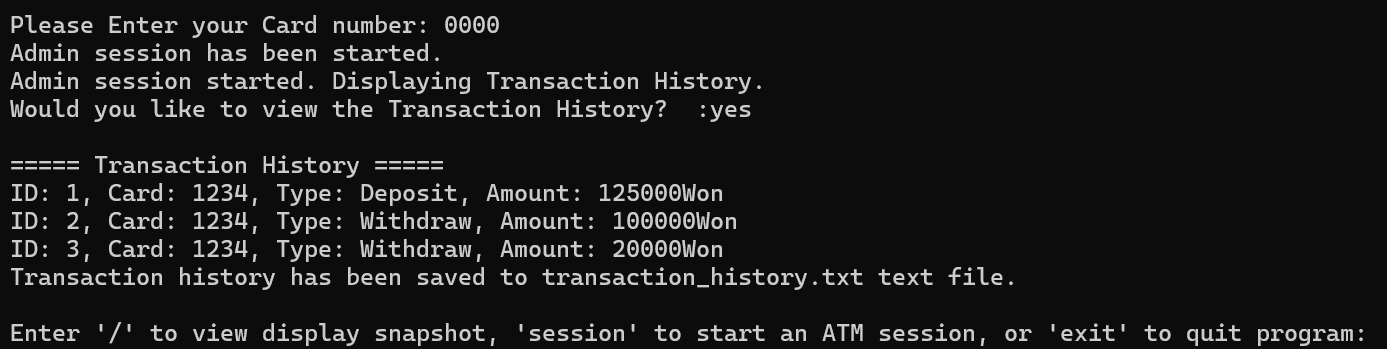 Please Enter your Card number: 0000
Admin session has been started.
Admin session started. Displaying Transaction History.
Would you like to view the Transaction History?  :yes
===== Transaction History =====
ID: 1, Card: 1234, Type: Deposit, Amount: 125000Won
ID: 2, Card: 1234, Type: Withdraw, Amount: 100000Won
ID: 3, Card: 1234, Type: Withdraw, Amount: 20000Won
Transaction history has been saved to transaction_history.txt text file.
Enter '/' to view display snapshot, 'session' to start an ATM session, or 'exit' to quit program: